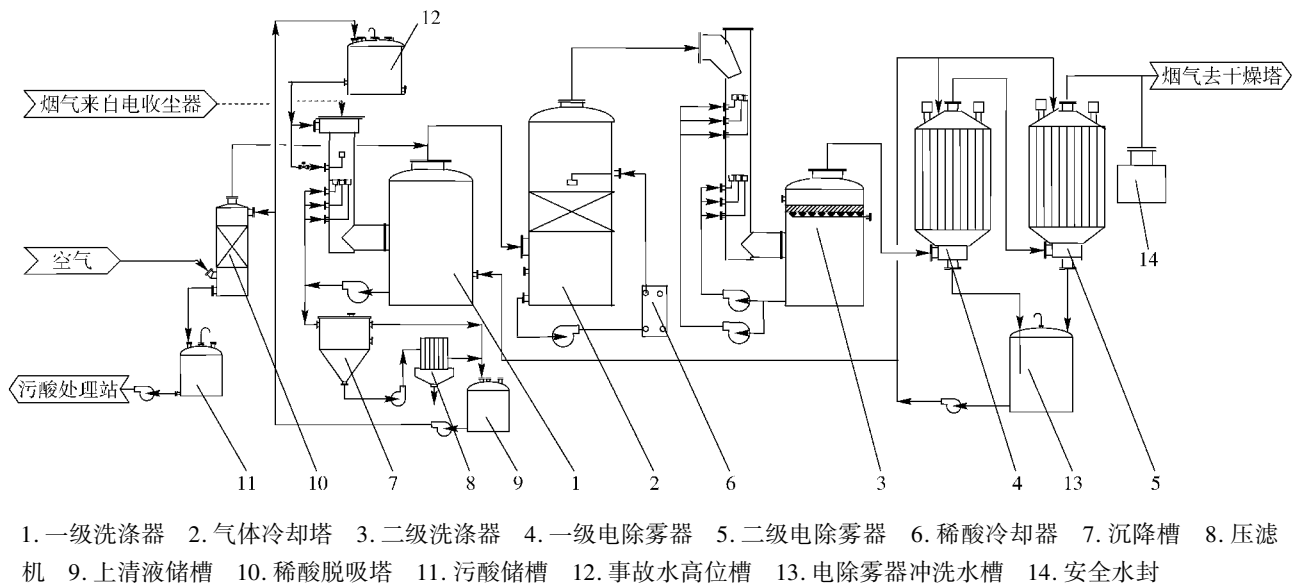 12
烟气来自电收尘器
烟气去干燥塔
空气
14
污酸处理站
11 10 7 8 9 1 2 6 3 4 13 5
1. 一级洗涤器 2. 气体冷却塔 3. 二级洗涤器 4. 一级电除雾器 5. 二级电除雾器 6. 稀酸冷却器 7. 沉降槽 8. 压滤
机 9. 上清液储槽 10. 稀酸脱吸塔 11. 污酸储槽 12. 事故水高位槽 13. 电除雾器冲洗水槽 14. 安全水封